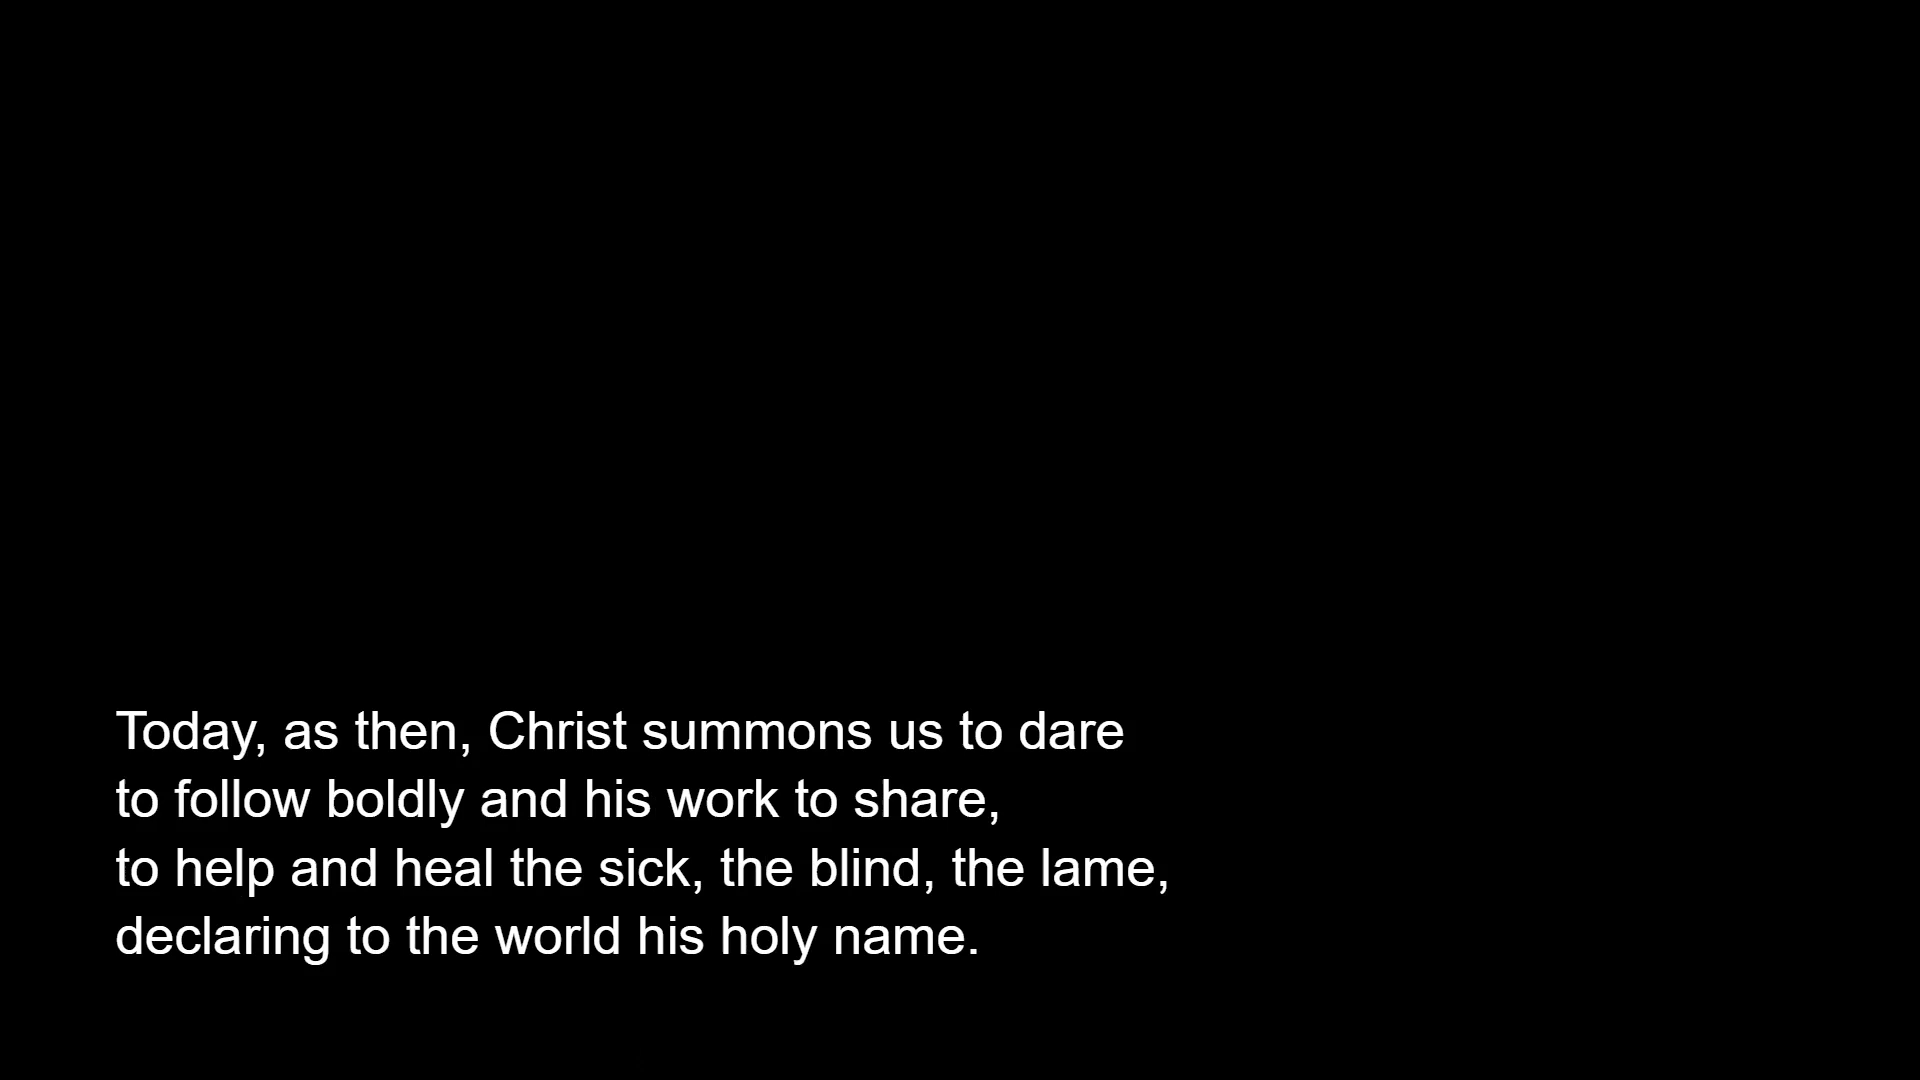 Today, as then, Christ summons us to dare
to follow boldly and his work to share,
to help and heal the sick, the blind, the lame,
declaring to the world his holy name.